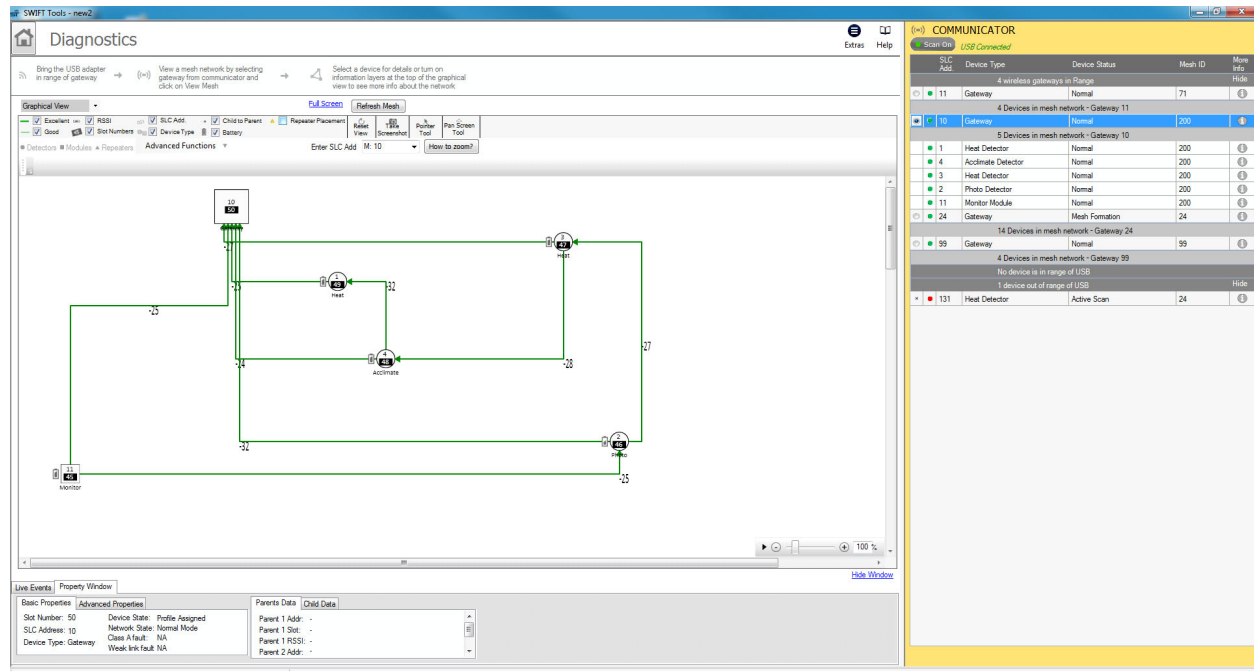 SWIFT Tools - new2
Diagnostics
Extras
Help
Bring the USB adapter
in range of gateway
View a mesh network by selecting
gateway from communicator and
click on View Mesh
Select a device for details or turn on
information layers at the top of the graphical
view to see more info about the network
Graphical View
Full Screen
Refresh Mesh
Excellent
RSSI
SLC Add.
Child to Parent
Repeater Placement
Good
Slot Numbers
Device Type
Battery
Reset
View
Take
Screenshot
Pointer
Tool
Pan Screen
Tool
Detectors
Modules
Repeaters
Advanced Functions
Enter SLC Add
M: 10
How to zoom?
10
50
3
47
Heat
1
49
Heat
-32
-25
4
48
Acclimate
-24
-28
-27
-32
2
46
Photo
11
45
Monitor
-25
100 %
Hide Window
Live Events
Property Window
Basic Properties
Advanced Properties
Slot Number: 50
SLC Address: 10
Device Type: Gateway
Device State: Profile Assigned
Network State: Normal Mode
Class A fault: NA
Weak link fault NA
Parents Data
Child Data
Parent 1 Addr: -
Parent 1 Slot: -
Parent 1 RSSI: -
Parent 2 Addr: -
COMMUNICATOR
Scan On
USB Connected
SLC Add. Device Type Device Status Mesh ID More Info
4 wireless gateways in Range Hide
11 Gateway Normal 71
4 Devices in mesh network - Gateway 11
10 Gateway Normal 200
5 Devices in mesh network - Gateway 10
1 Heat Detector Normal 200
4 Acclimate Detector Normal 200
3 Heat Detector Normal 200
2 Photo Detector Normal 200
11 Monitor Module Normal 200
24 Gateway Mesh Formation 24
14 Devices in mesh network - Gateway 24
99 Gateway Normal 99
4 Devices in mesh network - Gateway 99
No device is in range of USB
1 device out of range of USB Hide
131 Heat Detector Active Scan 24